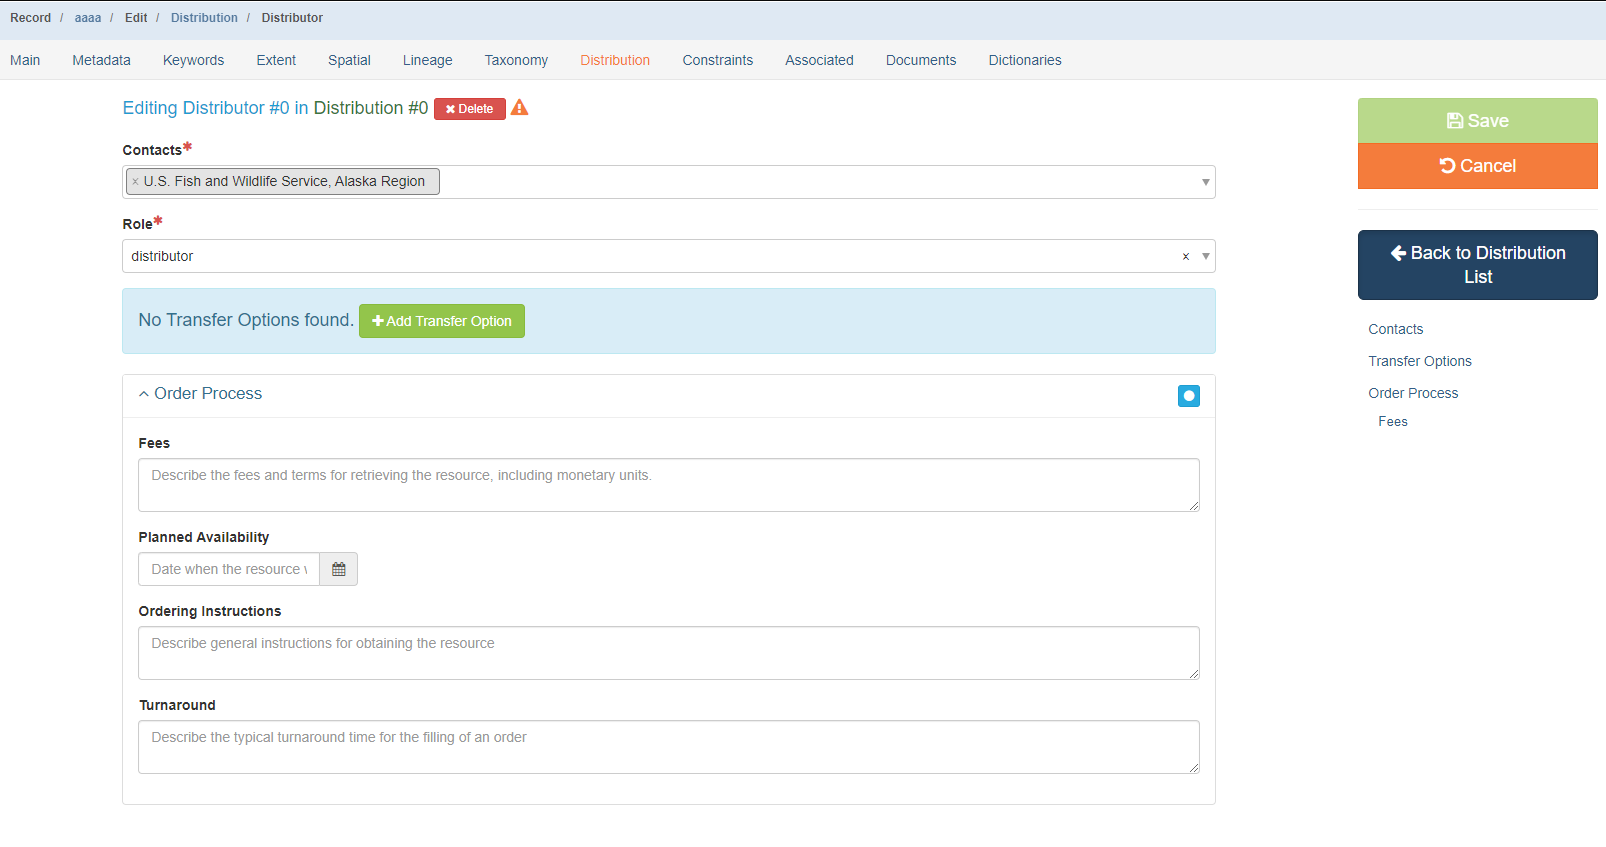 Record / aaaa / Edit / Distribution / Distributor
Main Metadata Keywords Extent Spatial Lineage Taxonomy Distribution Constraints Associated Documents Dictionaries
Editing Distributor #0 in Distribution #0 Delete
Save
Cancel
Contacts*
× U.S. Fish and Wildlife Service, Alaska Region
Role*
distributor ×
Back to Distribution
List
No Transfer Options found. Add Transfer Option
Contacts
Transfer Options
Order Process
Fees
Order Process
Fees
Describe the fees and terms for retrieving the resource, including monetary units.
Planned Availability
Date when the resource
Ordering Instructions
Describe general instructions for obtaining the resource
Turnaround
Describe the typical turnaround time for the filling of an order